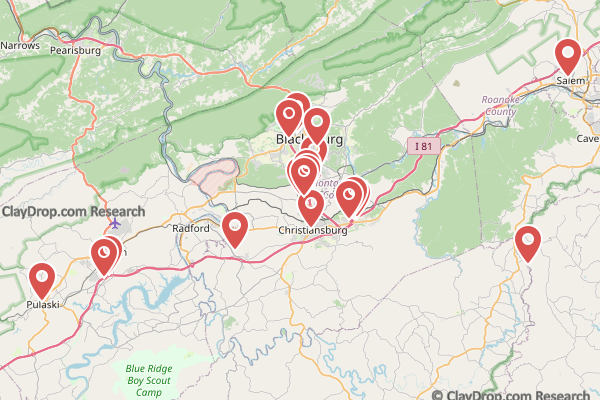 Narrows
Pearisburg
Salem
Roanoke
County
Cave
I 81
ClayDrop.com Research
Radford
Christiansburg
Pulaski
Blue Ridge
Boy Scout
Camp
© ClayDrop.com Research